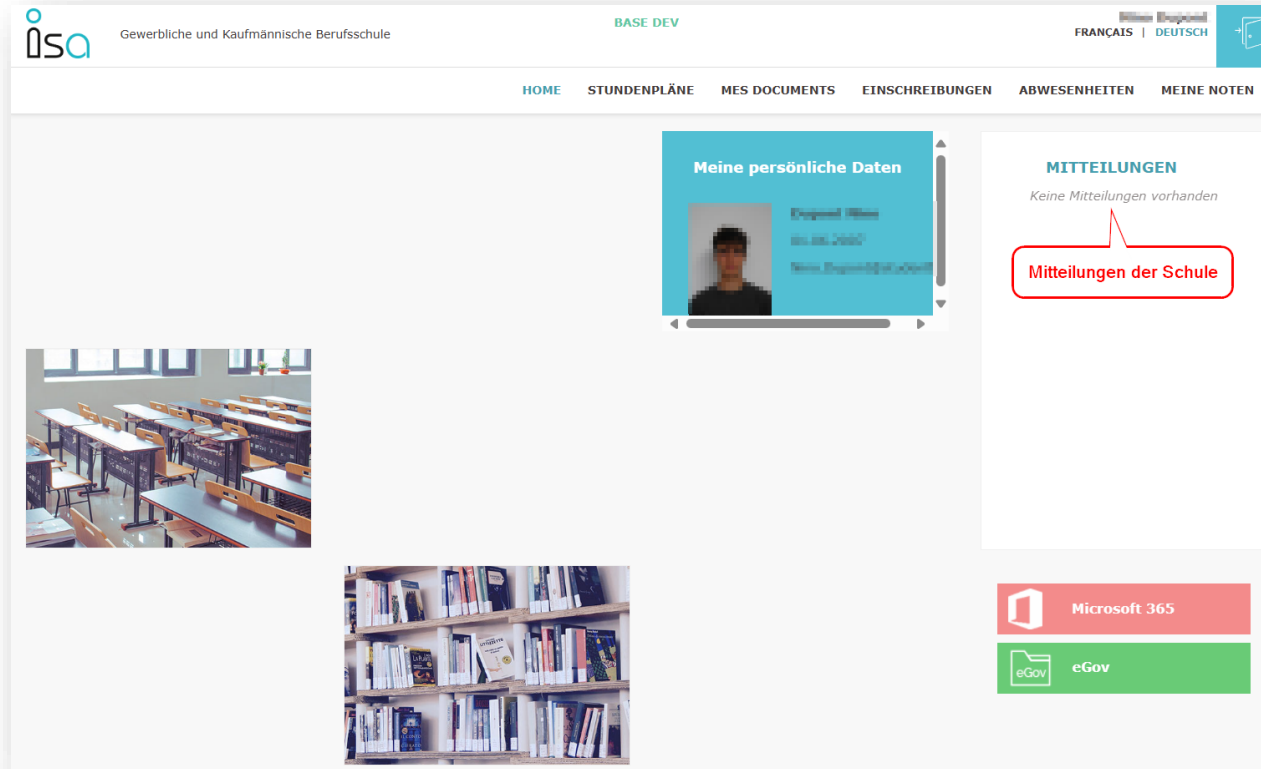 isa
Gewerbliche und Kaufmännische Berufsschule
BASE DEV
FRANÇAIS | DEUTSCH
HOME STUNDENPLÄNE MES DOCUMENTS EINSCHREIBUNGEN ABWESENHEITEN MEINE NOTEN
Meine persönliche Daten
MITTEILUNGEN
Keine Mitteilungen vorhanden
Mitteilungen der Schule
Microsoft 365
eGov
eGov